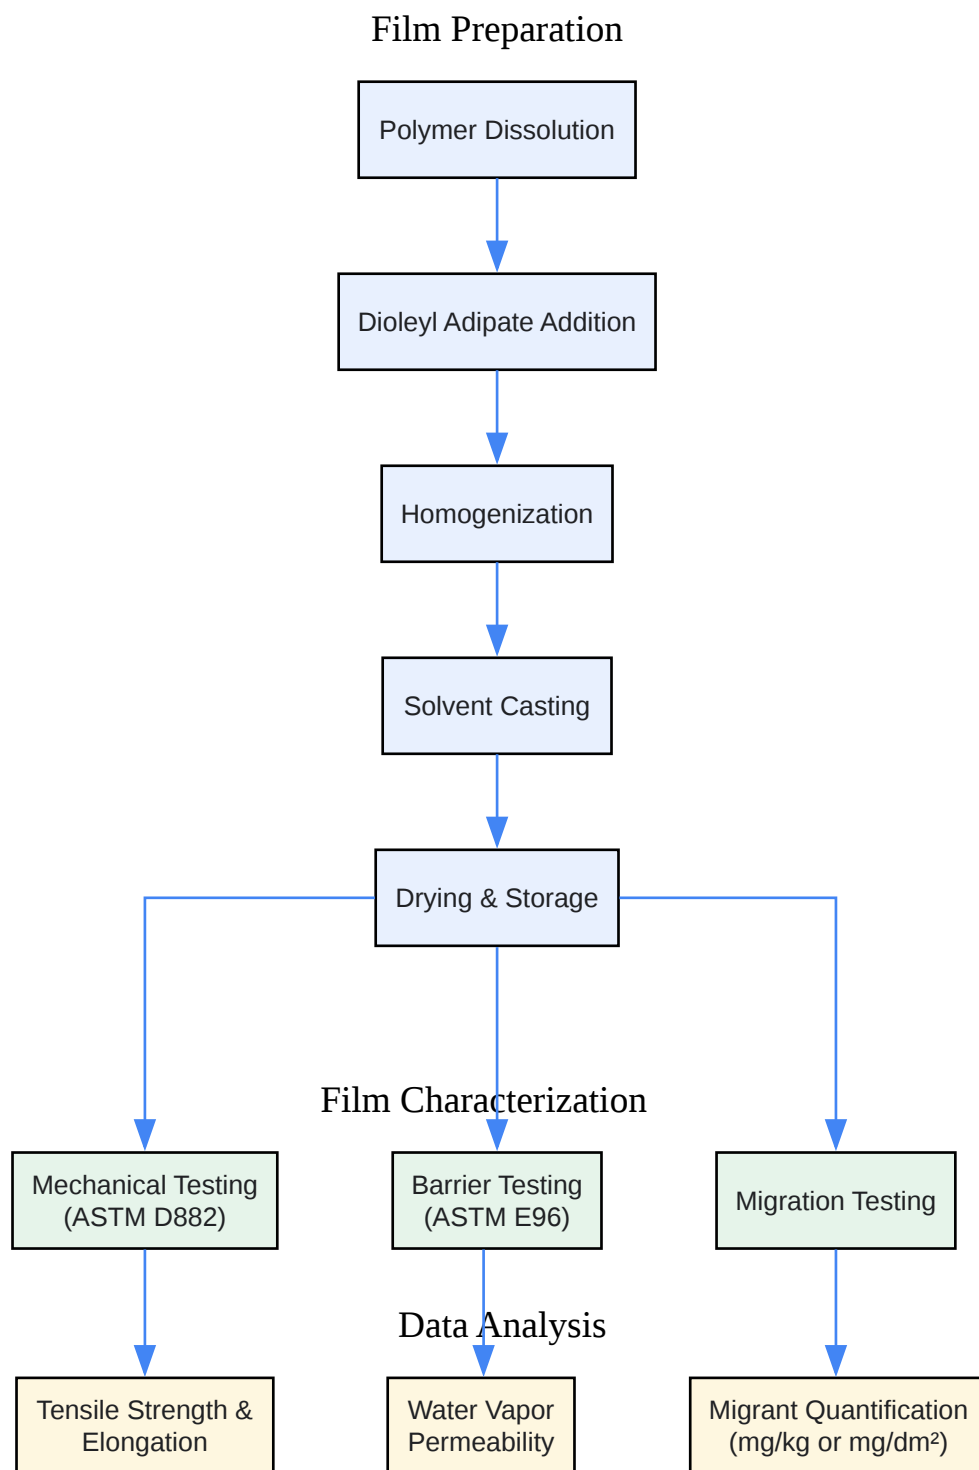 Film Preparation
Polymer Dissolution
Dioleyl Adipate Addition
Homogenization
Solvent Casting
Drying & Storage
Film Characterization
Mechanical Testing
(ASTM D882)
Barrier Testing
(ASTM E96)
Migration Testing
Data Analysis
Tensile Strength &
Elongation
Water Vapor
Permeability
Migrant Quantification
(mg/kg or mg/dm²)